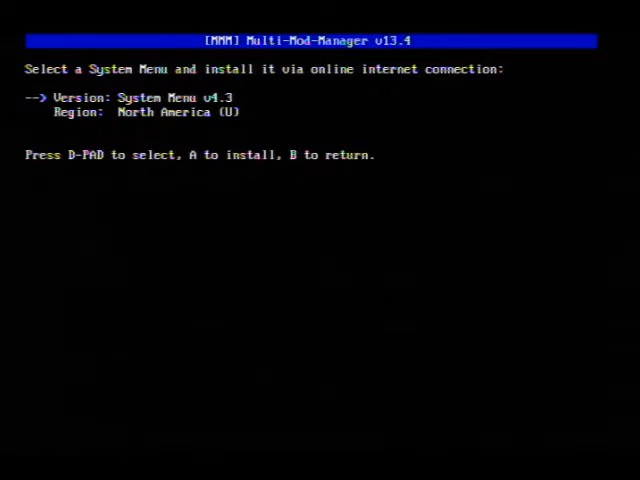 [MMM] Multi-Mod-Manager v13.4
Select a System Menu and install it via online internet connection:
--> Version: System Menu v4.3
Region: North America (U)
Press D-PAD to select, A to install, B to return.